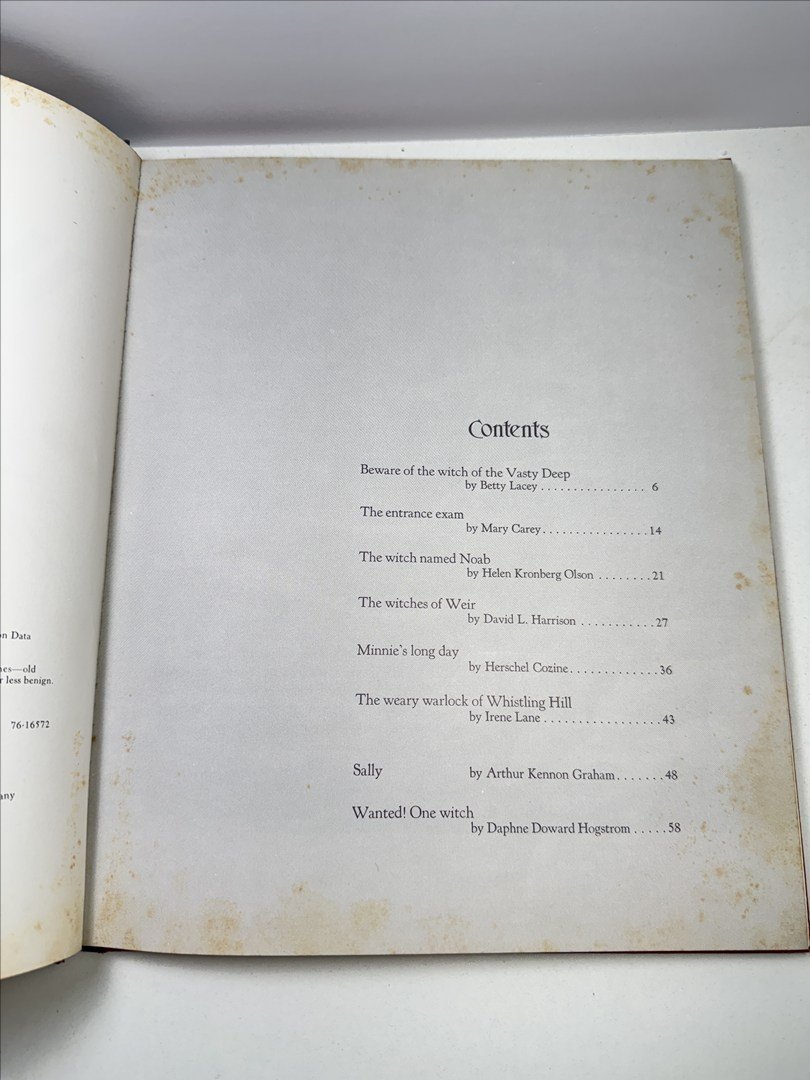 on Data
nes—old
r less benign.
76-16572
any
Contents
Beware of the witch of the Vasty Deep
by Betty Lacey . . . . . . . . . . . . . . . . 6
The entrance exam
by Mary Carey. . . . . . . . . . . . . . . . 14
The witch named Noab
by Helen Kronberg Olson . . . . . . . . 21
The witches of Weir
by David L. Harrison . . . . . . . . . . . 27
Minnie's long day
by Herschel Cozine. . . . . . . . . . . . . 36
The weary warlock of Whistling Hill
by Irene Lane . . . . . . . . . . . . . . . . . 43
Sally by Arthur Kennon Graham. . . . . . . 48
Wanted! One witch
by Daphne Doward Hogstrom . . . . . 58